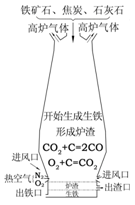 铁矿石、焦炭、石灰石
高炉气体 高炉气体
开始生成生铁
形成炉渣
CO₂+C=2CO
O₂+C=CO₂
进风口 进风口
N₂
O₂
热空气
炉渣
出铁口 生铁 出渣口